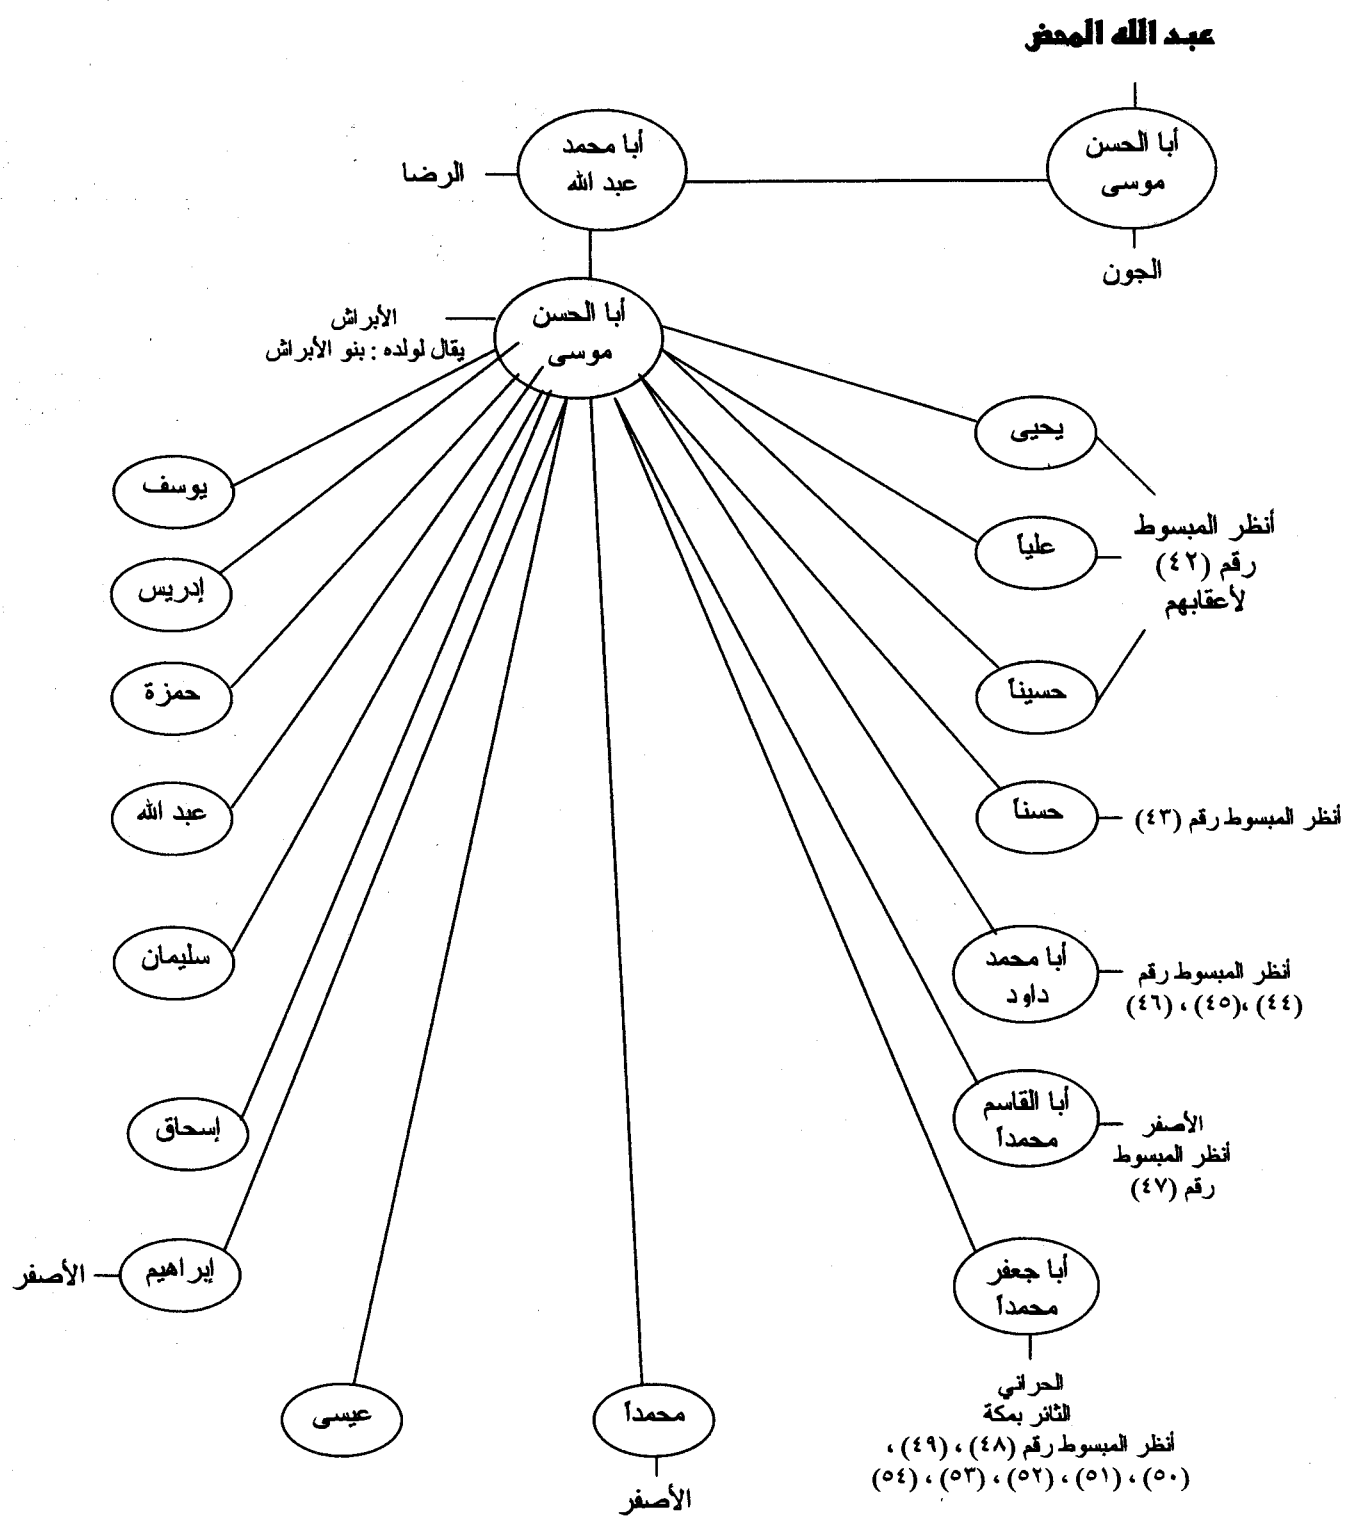 عبد الله المحض
أبا الحسن
موسى
الجون
أبا محمد
عبد الله
الرضا
أبا الحسن
موسى
الأبراش
يقال لولده : بنو الأبراش
يحيى
علياً
حسيناً
أنظر المبسوط
رقم (٤٢)
لأعقابهم
حسناً
أنظر المبسوط رقم (٤٣)
أبا محمد
داود
أنظر المبسوط رقم
(٤٤) ،(٤٥) ، (٤٦)
أبا القاسم
محمداً
الأصفر
أنظر المبسوط
رقم (٤٧)
أبا جعفر
محمداً
الحراني
الثائر بمكة
أنظر المبسوط رقم (٤٨) ، (٤٩) ،
(٥٠) ، (٥١) ، (٥٢) ، (٥٣) ، (٥٤)
محمداً
الأصفر
عيسى
يوسف
إدريس
حمزة
عبد الله
سليمان
إسحاق
إبراهيم
الأصفر